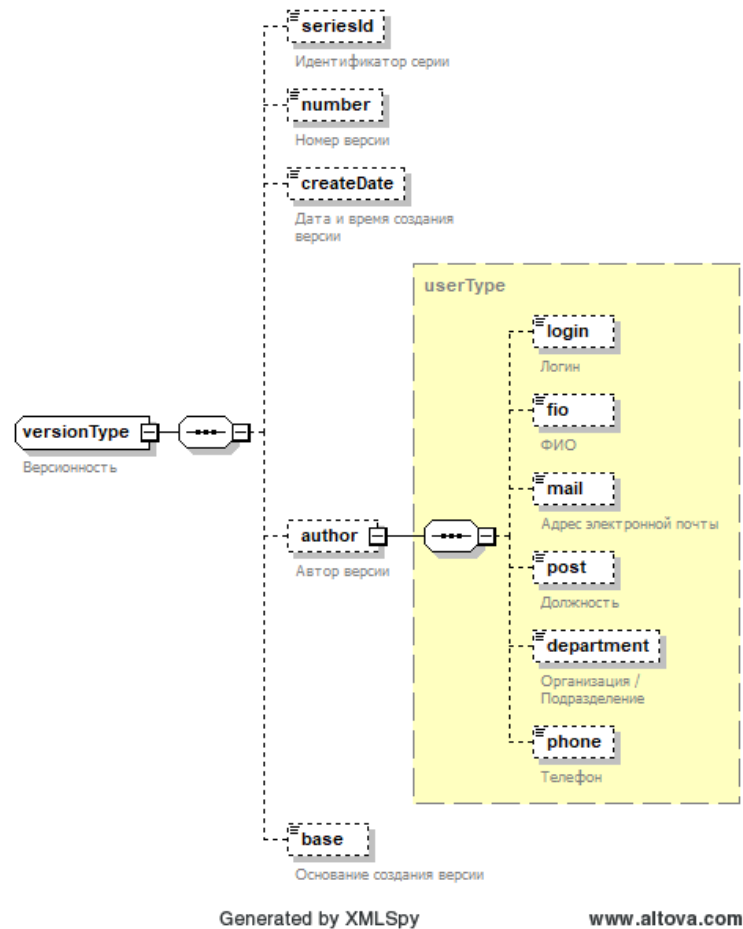 seriesId
Идентификатор серии
number
Номер версии
createDate
Дата и время создания
версии
userType
login
Логин
fio
ФИО
mail
Адрес электронной почты
post
Должность
department
Организация /
Подразделение
phone
Телефон
versionType
Версионность
author
Автор версии
base
Основание создания версии
Generated by XMLSpy
www.altova.com